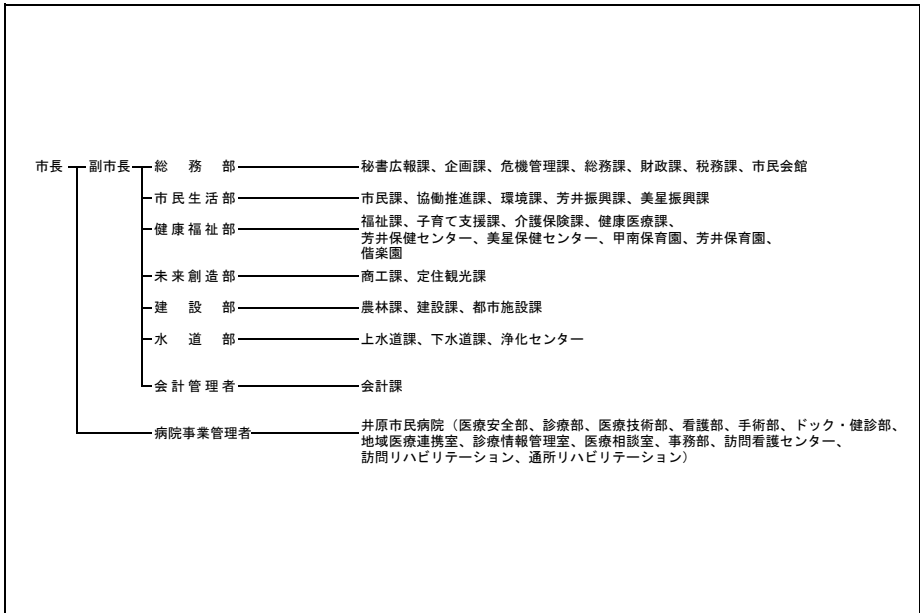 市長 副市長 総務部 秘書広報課、企画課、危機管理課、総務課、財政課、税務課、市民会館
市民生活部 市民課、協働推進課、環境課、芳井振興課、美星振興課
健康福祉部 福祉課、子育て支援課、介護保険課、健康医療課、
芳井保健センター、美星保健センター、甲南保育園、芳井保育園、
偕楽園
未来創造部 商工課、定住観光課
建設部 農林課、建設課、都市施設課
水道部 上水道課、下水道課、浄化センター
会計管理者 会計課
病院事業管理者 井原市民病院（医療安全部、診療部、医療技術部、看護部、手術部、ドック・健診部、
地域医療連携室、診療情報管理室、医療相談室、事務部、訪問看護センター、
訪問リハビリテーション、通所リハビリテーション）